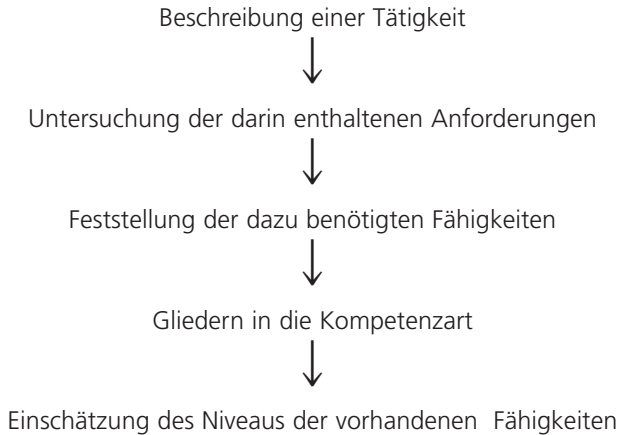 Beschreibung einer Tätigkeit
Untersuchung der darin enthaltenen Anforderungen
Feststellung der dazu benötigten Fähigkeiten
Gliedern in die Kompetenzart
Einschätzung des Niveaus der vorhandenen Fähigkeiten